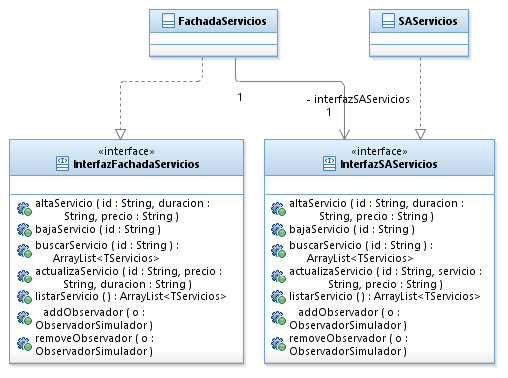 FachadaServicios
SAServicios
1
- interfazSAServicios
1
«interface»
InterfazFachadaServicios
altaServicio ( id : String, duracion :
String, precio : String )
bajaServicio ( id : String )
buscarServicio ( id : String ) :
ArrayList<TServicios>
actualizaServicio ( id : String, precio :
String, duracion : String )
listarServicio ( ) : ArrayList<TServicios>
addObservador ( o :
ObservadorSimulador )
removeObservador ( o :
ObservadorSimulador )
«interface»
InterfazSAServicios
altaServicio ( id : String, duracion :
String, precio : String )
bajaServicio ( id : String )
buscarServicio ( id : String ) :
ArrayList<TServicios>
actualizaServicio ( id : String, servicio :
String, precio : String )
listarServicio ( ) : ArrayList<TServicios>
addObservador ( o :
ObservadorSimulador )
removeObservador ( o :
ObservadorSimulador )